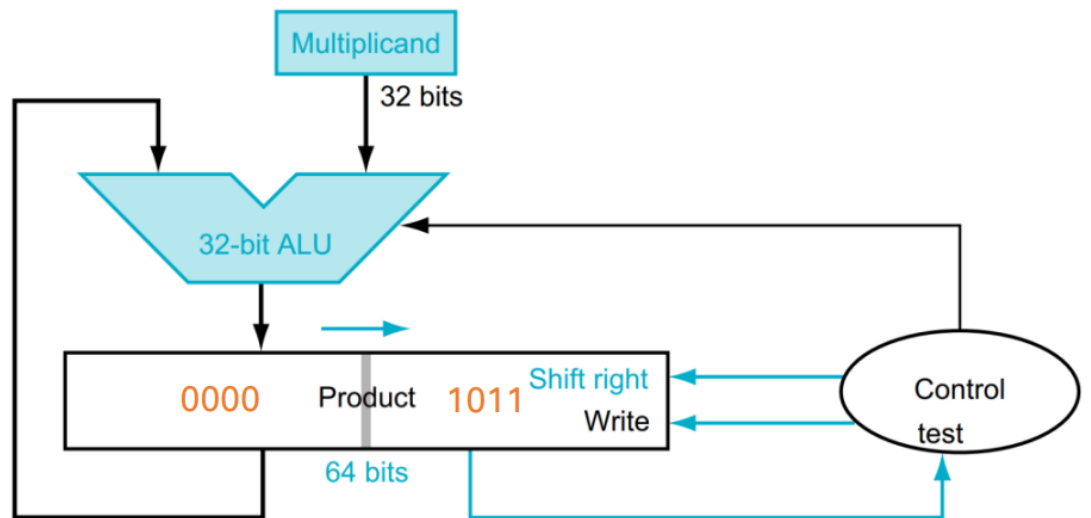 Multiplicand
32 bits
32-bit ALU
0000 Product 1011 Shift right
Write
64 bits
Control
test